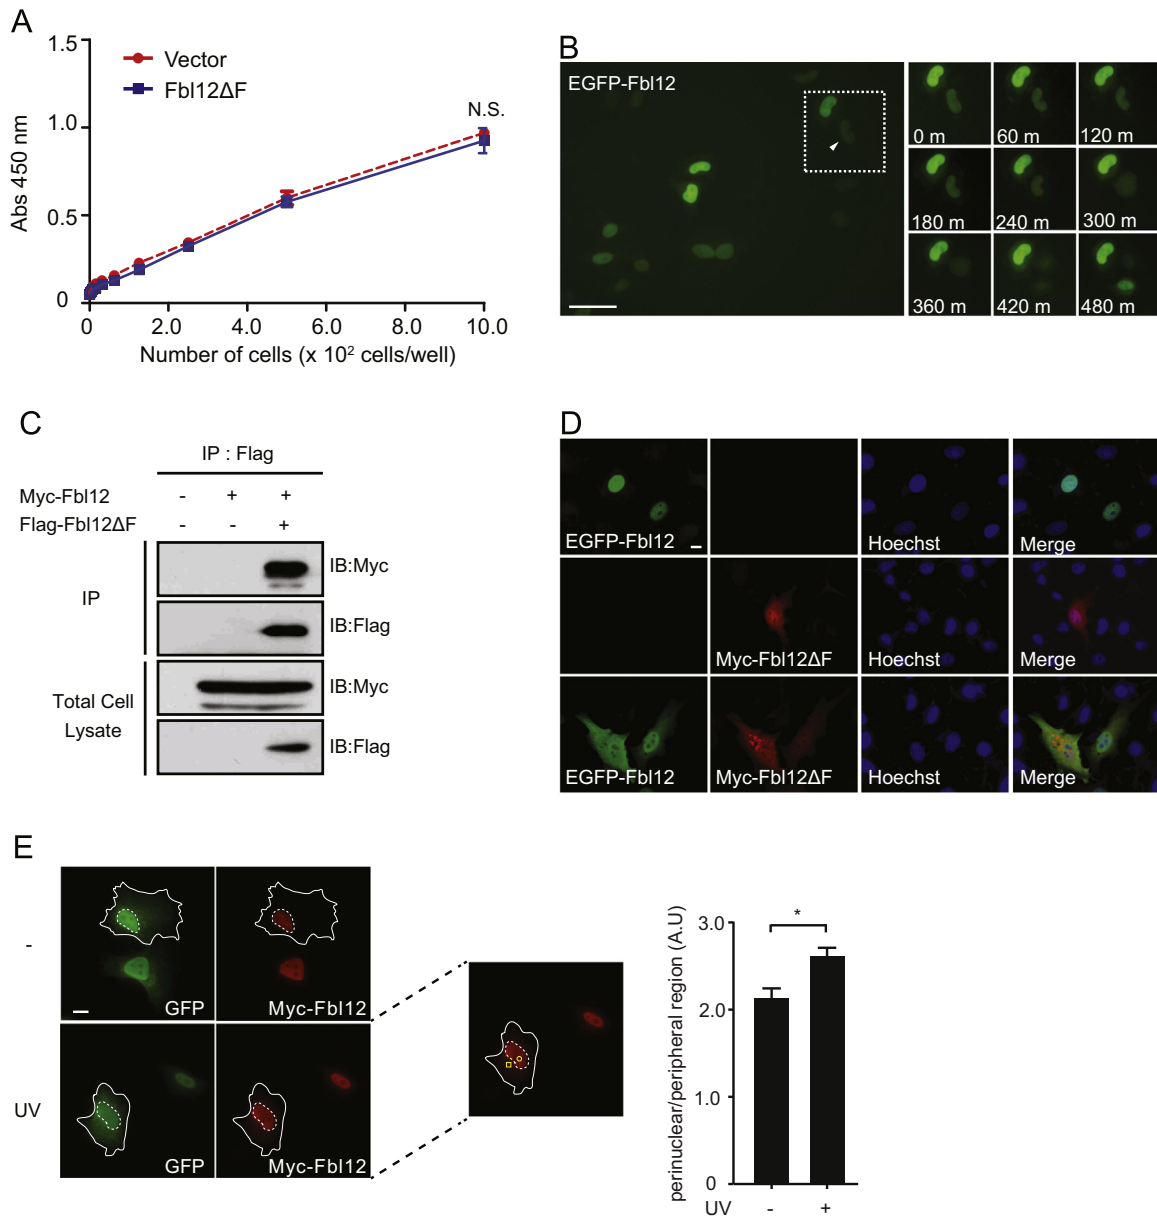 A
1.5
Vector
Fbl12ΔF
N.S.
1.0
Abs 450 nm
0.5
0
0 2.0 4.0 6.0 8.0 10.0
Number of cells (x 10² cells/well)
B
EGFP-Fbl12
0 m 60 m 120 m
180 m 240 m 300 m
360 m 420 m 480 m
C
IP : Flag
Myc-Fbl12 - + +
Flag-Fbl12ΔF - - +
IP
IB:Myc
IB:Flag
Total Cell
Lysate
IB:Myc
IB:Flag
D
EGFP-Fbl12 Hoechst Merge
Myc-Fbl12ΔF Hoechst Merge
EGFP-Fbl12 Myc-Fbl12ΔF Hoechst Merge
E
-
GFP Myc-Fbl12
UV
GFP Myc-Fbl12
perinuclear/peripheral region (A.U)
3.0
*
2.0
1.0
0
UV - +